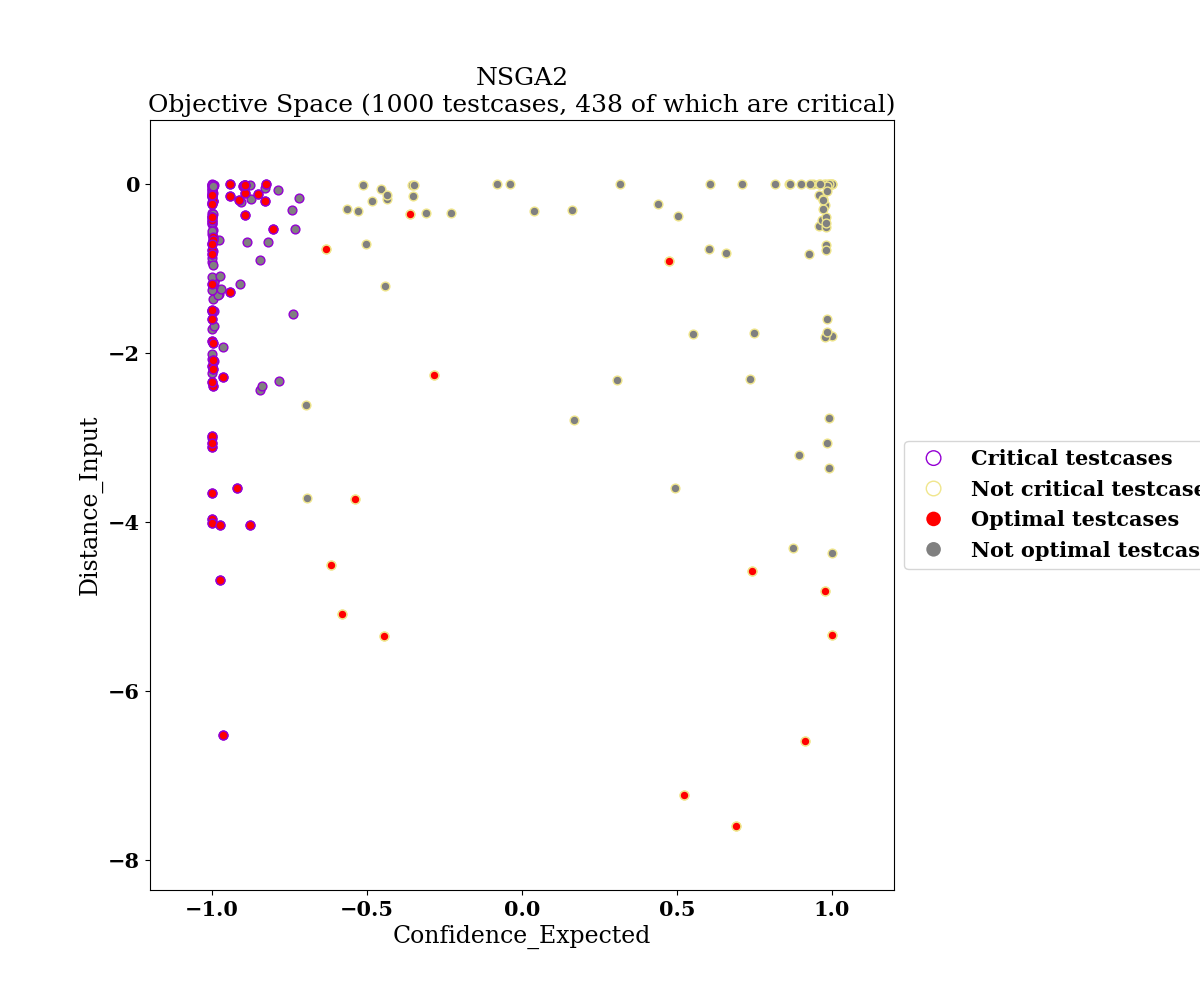 NSGA2
Objective Space (1000 testcases, 438 of which are critical)
0
−2
−4
−6
−8
Distance_Input
−1.0
−0.5
0.0
0.5
1.0
Confidence_Expected
Critical testcases
Not critical testcase
Optimal testcases
Not optimal testcas